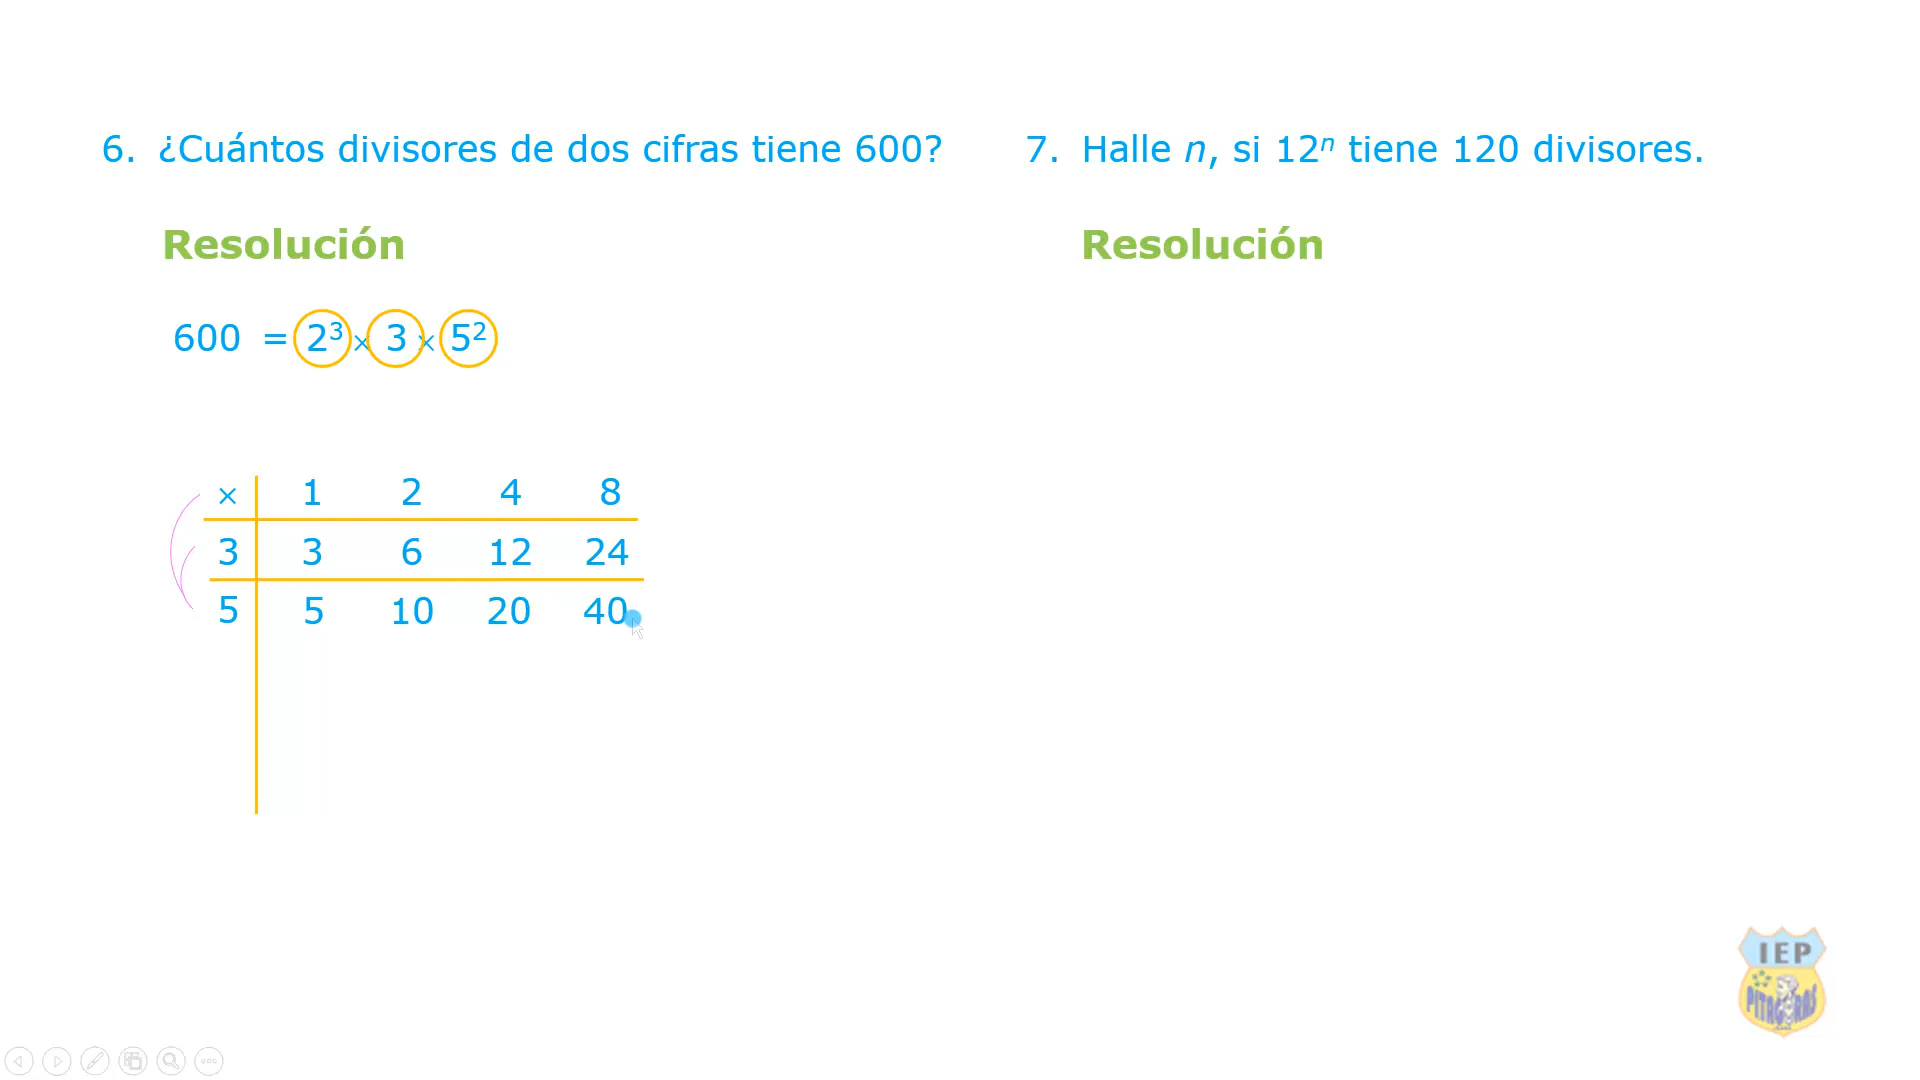 6. ¿Cuántos divisores de dos cifras tiene 600?
Resolución
600 = 2³ × 3 × 5²
× 1 2 4 8
3 3 6 12 24
5 5 10 20 40
7. Halle n, si 12ⁿ tiene 120 divisores.
Resolución
IEP
PITAGORAS